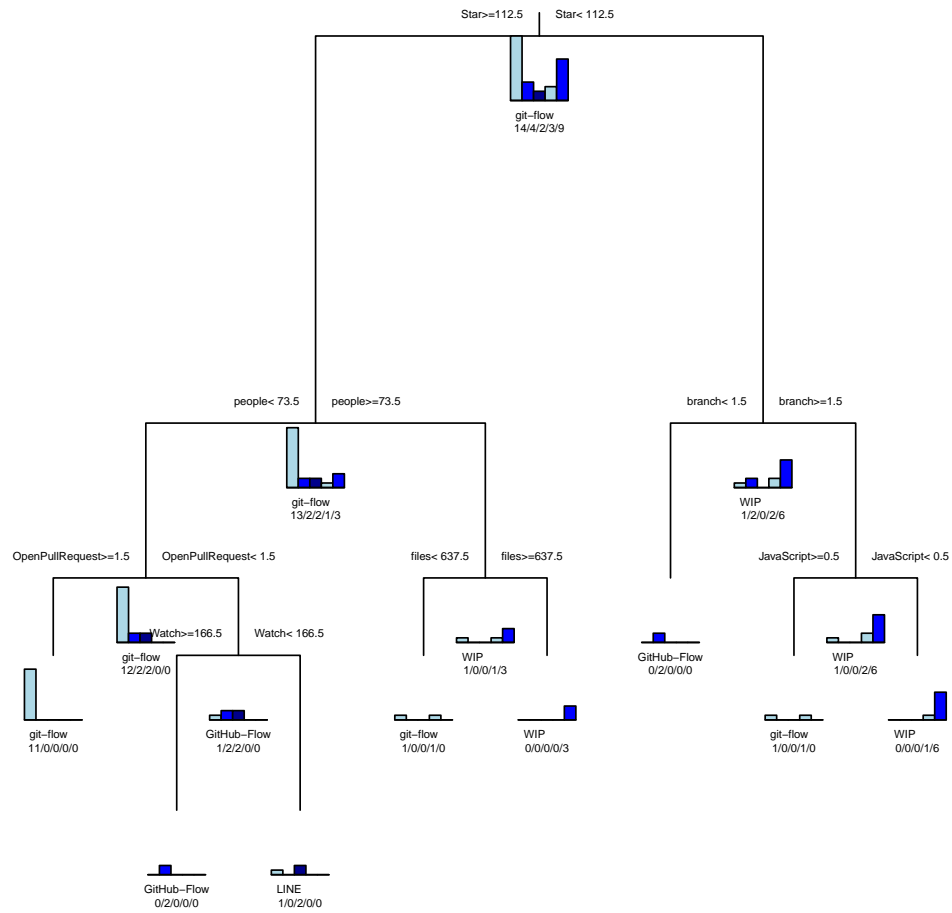 Star>=112.5 Star< 112.5
git−flow
14/4/2/3/9
people< 73.5 people>=73.5
branch< 1.5 branch>=1.5
git−flow
13/2/2/1/3
WIP
1/2/0/2/6
OpenPullRequest>=1.5 OpenPullRequest< 1.5
files< 637.5 files>=637.5
JavaScript>=0.5 JavaScript< 0.5
Watch>=166.5 Watch< 166.5
git−flow
12/2/2/0/0
WIP
1/0/0/1/3
GitHub−Flow
0/2/0/0/0
WIP
1/0/0/2/6
git−flow
11/0/0/0/0
GitHub−Flow
1/2/2/0/0
git−flow
1/0/0/1/0
WIP
0/0/0/0/3
git−flow
1/0/0/1/0
WIP
0/0/0/1/6
GitHub−Flow
0/2/0/0/0
LINE
1/0/2/0/0